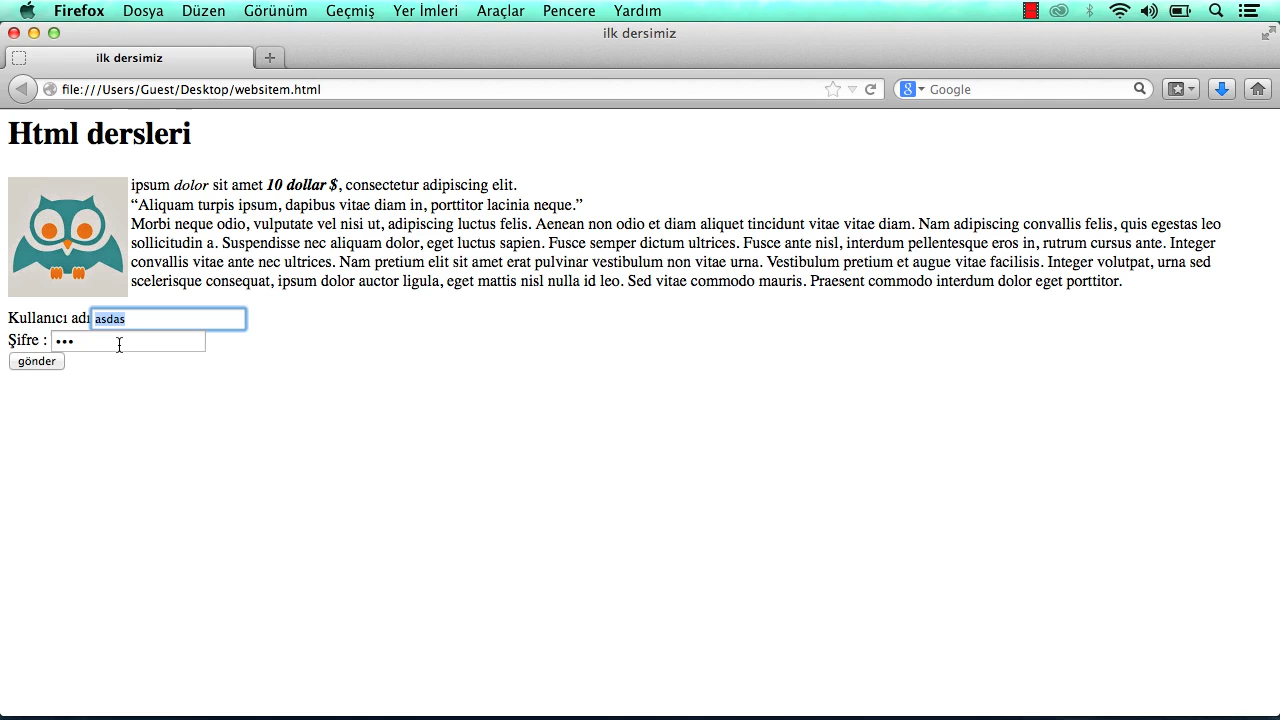 Firefox Dosya Düzen Görünüm Geçmiş Yer İmleri Araçlar Pencere Yardım
ilk dersimiz
ilk dersimiz
file:///Users/Guest/Desktop/websitem.html
Google
Html dersleri
ipsum dolor sit amet 10 dollar $, consectetur adipiscing elit.
“Aliquam turpis ipsum, dapibus vitae diam in, porttitor lacinia neque.”
Morbi neque odio, vulputate vel nisi ut, adipiscing luctus felis. Aenean non odio et diam aliquet tincidunt vitae vitae diam. Nam adipiscing convallis felis, quis egestas leo
sollicitudin a. Suspendisse nec aliquam dolor, eget luctus sapien. Fusce semper dictum ultrices. Fusce ante nisl, interdum pellentesque eros in, rutrum cursus ante. Integer
convallis vitae ante nec ultrices. Nam pretium elit sit amet erat pulvinar vestibulum non vitae urna. Vestibulum pretium et augue vitae facilisis. Integer volutpat, urna sed
scelerisque consequat, ipsum dolor auctor ligula, eget mattis nisl nulla id leo. Sed vitae commodo mauris. Praesent commodo interdum dolor eget porttitor.
Kullanıcı adı asdas
Şifre : •••
gönder